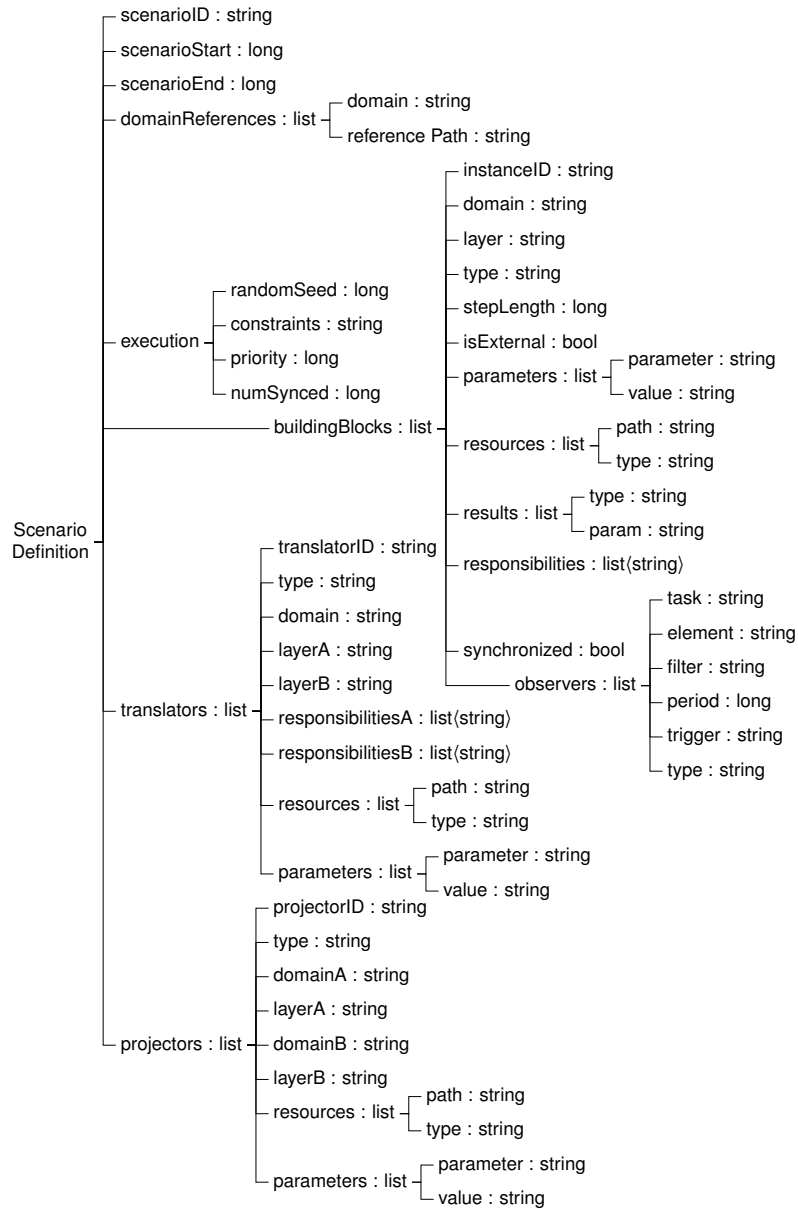 scenarioID : string
scenarioStart : long
scenarioEnd : long
domainReferences : list
domain : string
reference Path : string
execution
randomSeed : long
constraints : string
priority : long
numSynced : long
buildingBlocks : list
instanceID : string
domain : string
layer : string
type : string
stepLength : long
isExternal : bool
parameters : list
parameter : string
value : string
resources : list
path : string
type : string
results : list
type : string
param : string
responsibilities : list⟨string⟩
synchronized : bool
observers : list
task : string
element : string
filter : string
period : long
trigger : string
type : string
Scenario
Definition
translators : list
translatorID : string
type : string
domain : string
layerA : string
layerB : string
responsibilitiesA : list⟨string⟩
responsibilitiesB : list⟨string⟩
resources : list
path : string
type : string
parameters : list
parameter : string
value : string
projectors : list
projectorID : string
type : string
domainA : string
layerA : string
domainB : string
layerB : string
resources : list
path : string
type : string
parameters : list
parameter : string
value : string